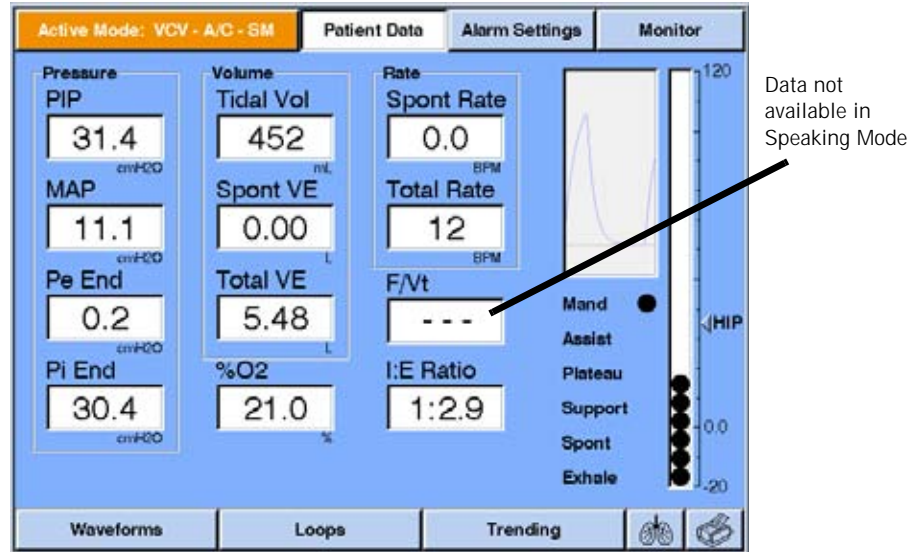 Active Mode: VCV - A/C - SM
Patient Data
Alarm Settings
Monitor
Pressure
PIP
31.4
cmH2O
MAP
11.1
cmH2O
Pe End
0.2
cmH2O
Pi End
30.4
cmH2O
Volume
Tidal Vol
452
mL
Spont VE
0.00
L
Total VE
5.48
L
%O2
21.0
%
Rate
Spont Rate
0.0
BPM
Total Rate
12
BPM
F/Vt
---
I:E Ratio
1:2.9
Mand
Assist
Plateau
Support
Spont
Exhale
120
HIP
0.0
-20
Data not
available in
Speaking Mode
Waveforms
Loops
Trending